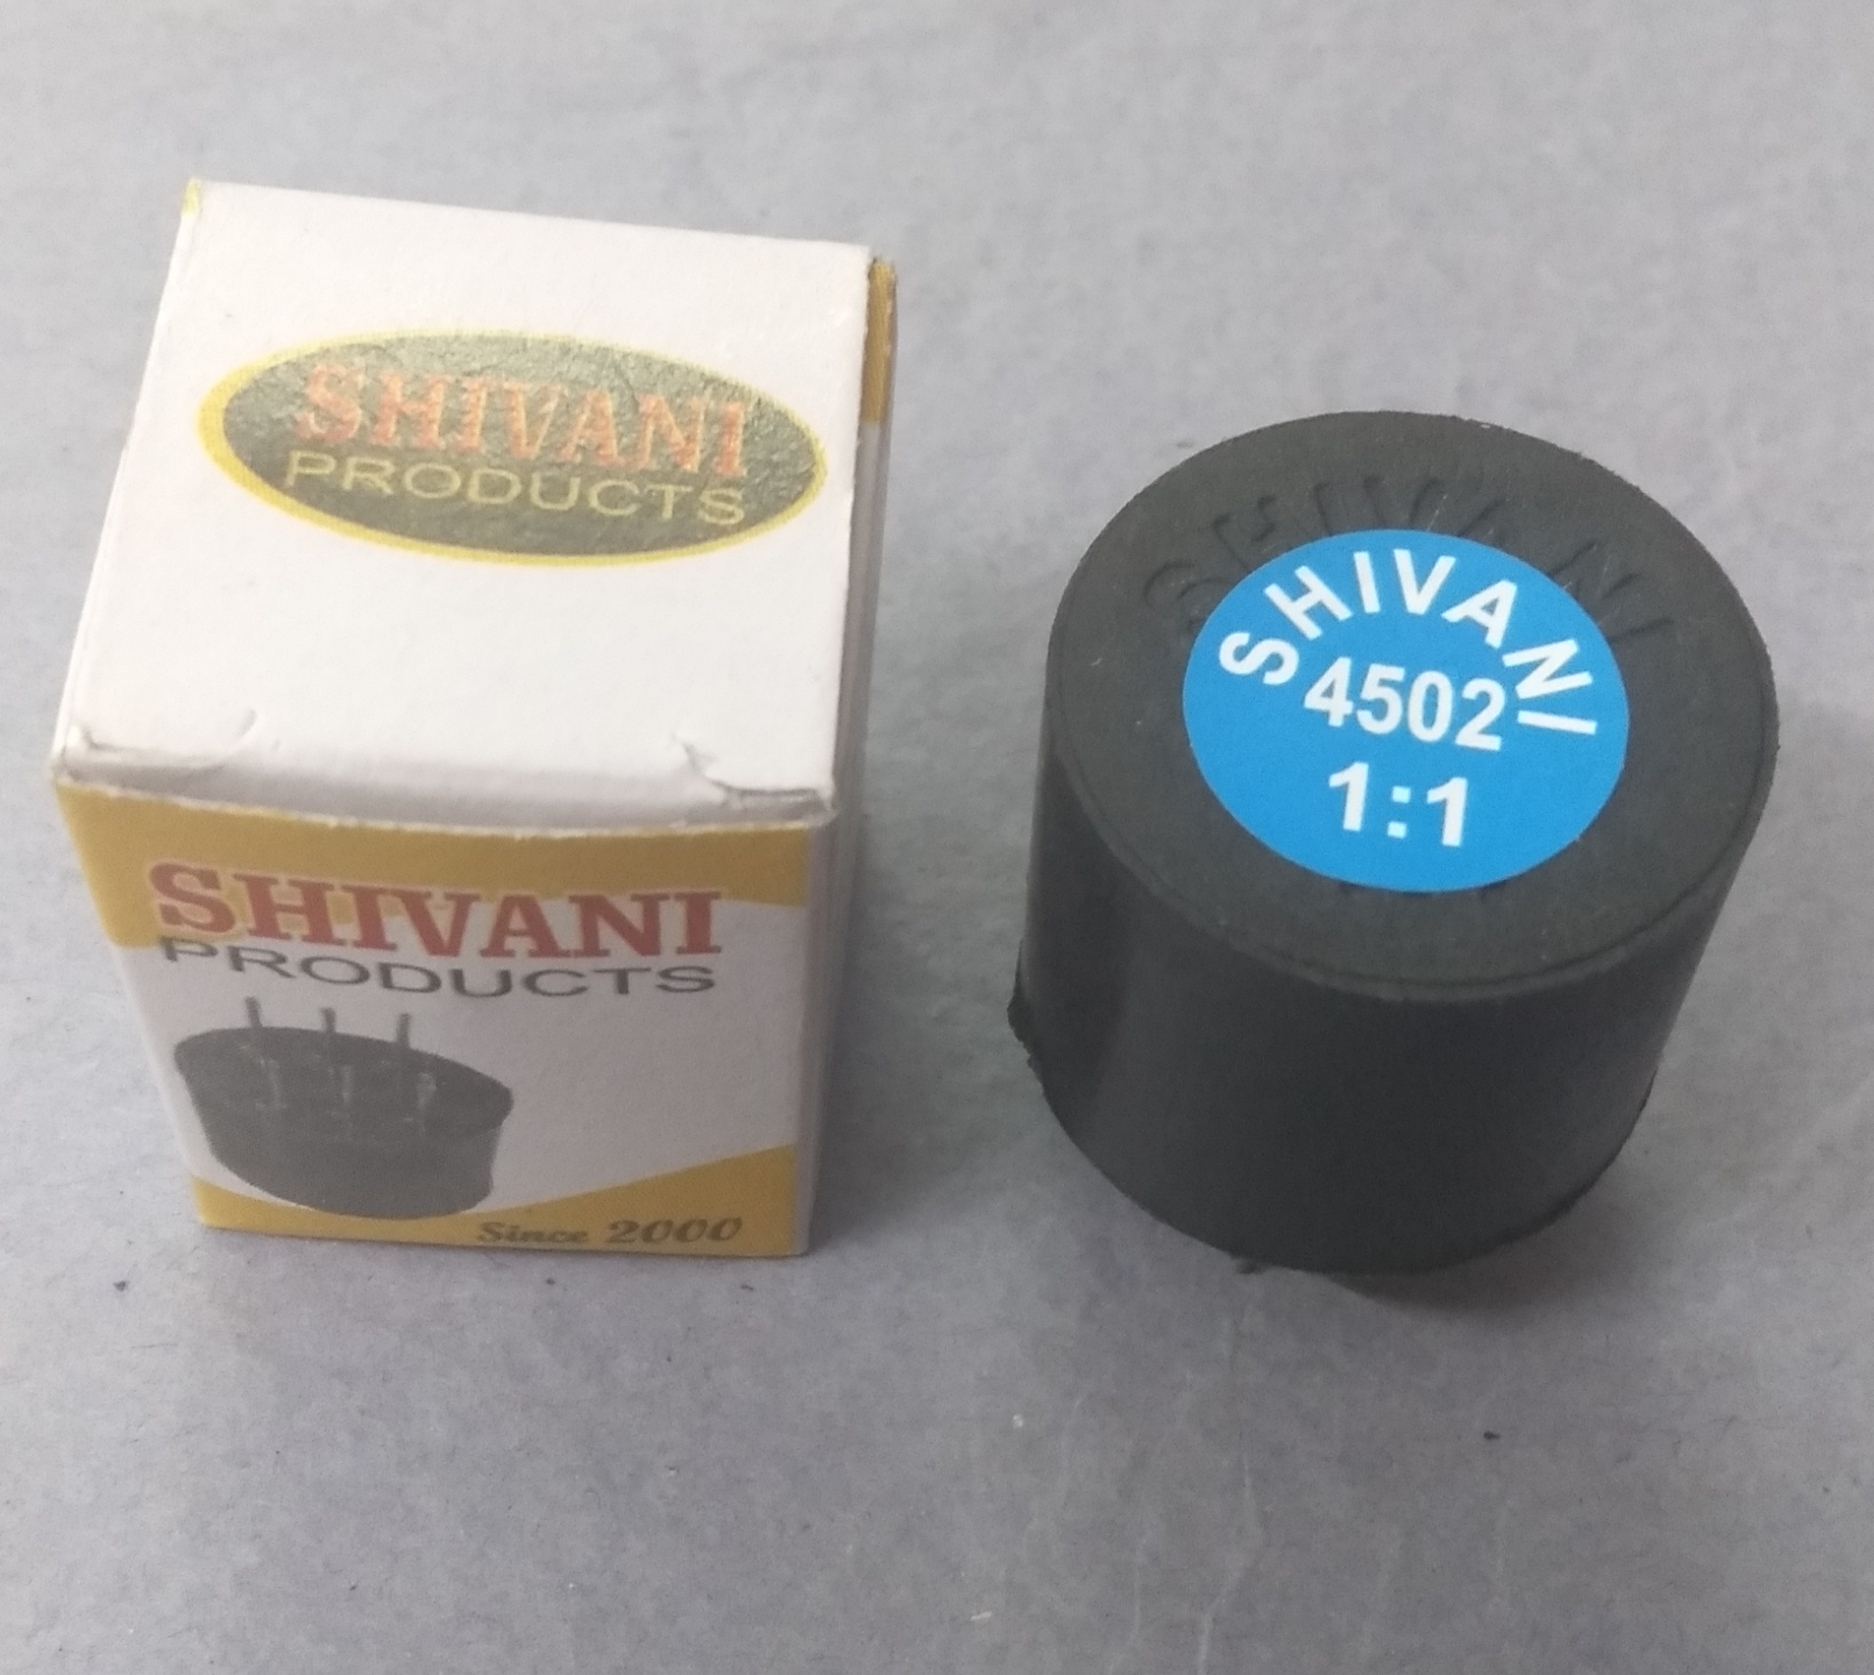 SHIVANI
PRODUCTS
SHIVANI
PRODUCTS
Since 2000
SHIVANI
SHIVANI
4502
1:1